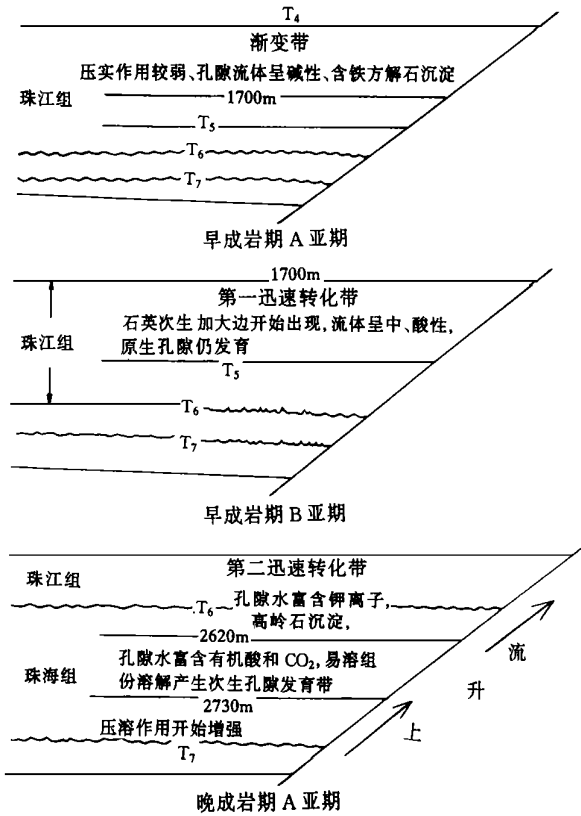 T4
渐变带
压实作用较弱、孔隙流体呈碱性、含铁方解石沉淀
珠江组
1700m
T5
T6
T7
早成岩期 A 亚期
1700m
第一迅速转化带
石英次生加大边开始出现,流体呈中、酸性,
原生孔隙仍发育
珠江组
T5
T6
T7
早成岩期 B 亚期
第二迅速转化带
珠江组
T6
孔隙水富含钾离子,
高岭石沉淀,
2620m
孔隙水富含有机酸和 CO2,易溶组
份溶解产生次生孔隙发育带
珠海组
2730m
压溶作用开始增强
T7
上
升
流
晚成岩期 A 亚期